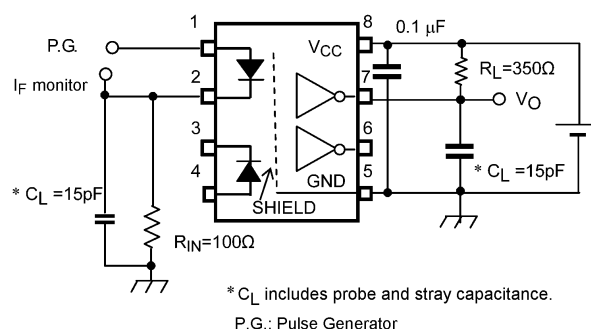 1
8
0.1 μF
P.G.
VCC
RL=350Ω
IF monitor
2
7
VO
3
6
4
5
* CL =15pF
GND
* CL =15pF
SHIELD
RIN=100Ω
* CL includes probe and stray capacitance.
P.G.: Pulse Generator